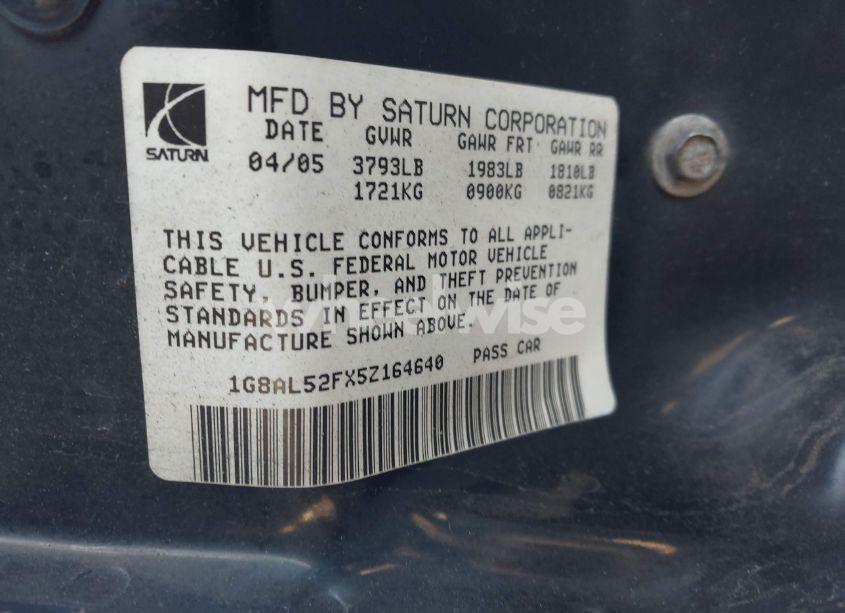 MFD BY SATURN CORPORATION
DATE GVWR GAWR FRT GAWR RR
04/05 3793LB 1983LB 1810LB
1721KG 0900KG 0821KG
SATURN
THIS VEHICLE CONFORMS TO ALL APPLI-
CABLE U.S. FEDERAL MOTOR VEHICLE
SAFETY, BUMPER, AND THEFT PREVENTION
STANDARDS IN EFFECT ON THE DATE OF
MANUFACTURE SHOWN ABOVE.
1G8AL52FX5Z164640 PASS CAR